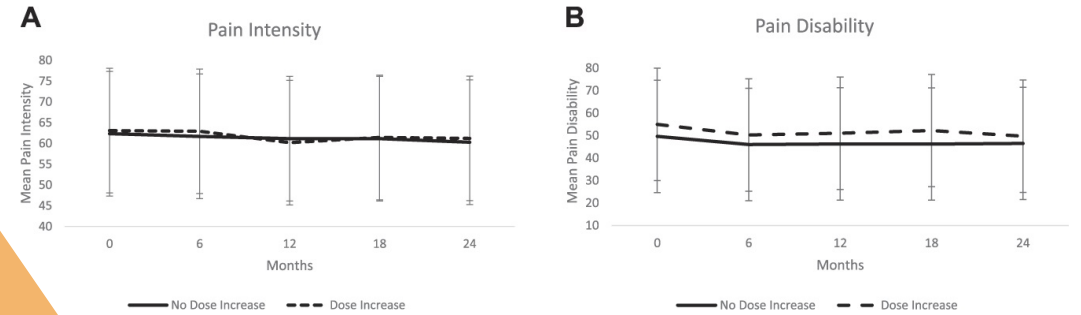 A
Pain Intensity
Mean Pain Intensity
80
75
70
65
60
55
50
45
40
0 6 12 18 24
Months
No Dose Increase Dose Increase
B
Pain Disability
Mean Pain Disability
80
70
60
50
40
30
20
10
0 6 12 18 24
Months
No Dose Increase Dose Increase